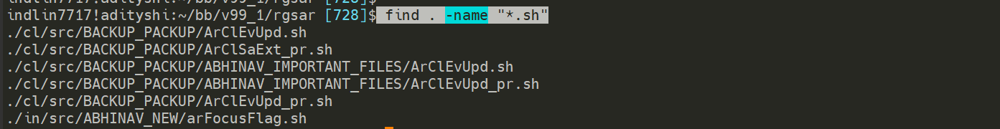 indlin7717!adityshi:~/bb/v99_1/rgsar [728]$
indlin7717!adityshi:~/bb/v99_1/rgsar [728]$ find . -name "*.sh"
./cl/src/BACKUP_PACKUP/ArClEvUpd.sh
./cl/src/BACKUP_PACKUP/ArClSaExt_pr.sh
./cl/src/BACKUP_PACKUP/ABHINAV_IMPORTANT_FILES/ArClEvUpd.sh
./cl/src/BACKUP_PACKUP/ABHINAV_IMPORTANT_FILES/ArClEvUpd_pr.sh
./cl/src/BACKUP_PACKUP/ArClEvUpd_pr.sh
./in/src/ABHINAV_NEW/arFocusFlag.sh